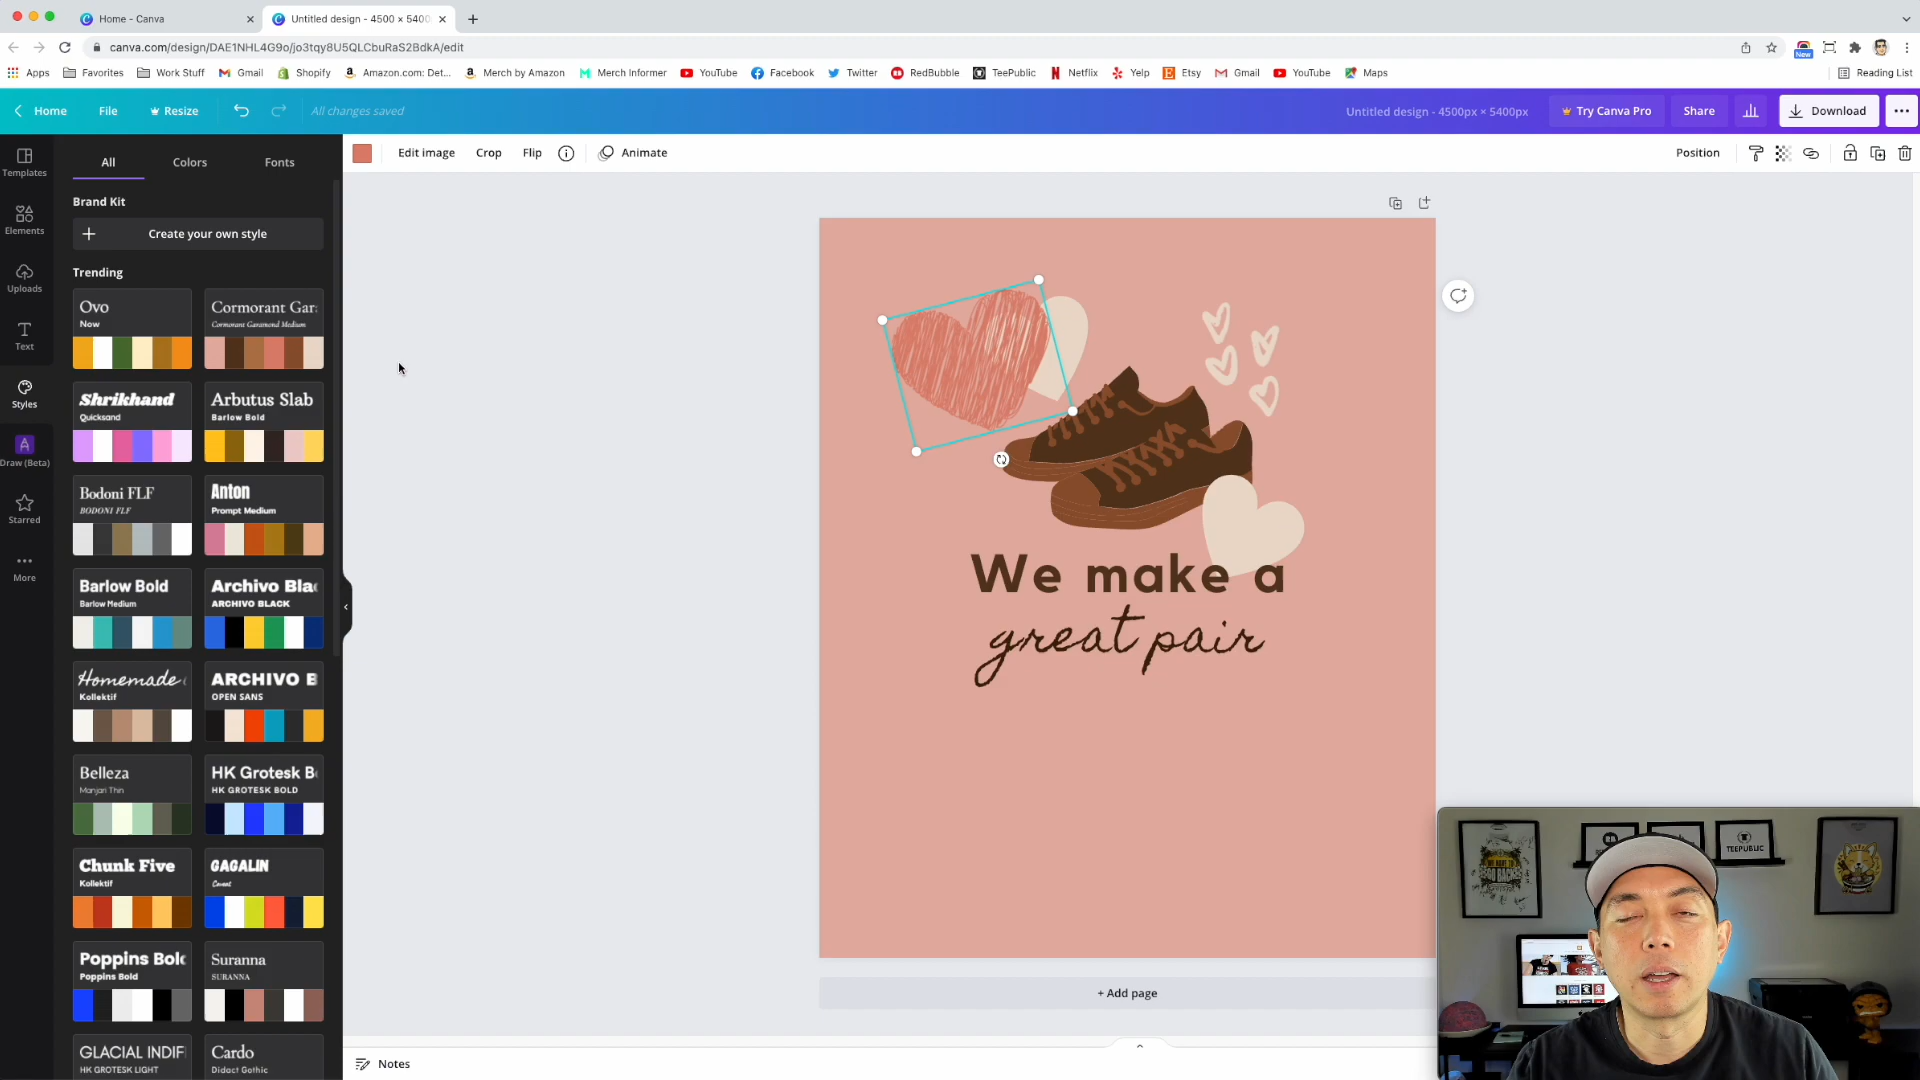 Home - Canva
Untitled design - 4500 × 5400
canva.com/design/DAE1NHL4G9o/jo3tqy8U5QLCbuRaS2BdkA/edit
New
Apps Favorites Work Stuff Gmail Shopify Amazon.com: Det... Merch by Amazon Merch Informer YouTube Facebook Twitter RedBubble TeePublic Netflix Yelp Etsy Gmail YouTube Maps Reading List
Home File Resize All changes saved Untitled design - 4500px × 5400px Try Canva Pro Share Download
Edit image Crop Flip Animate Position
Templates
Elements
Uploads
Text
Styles
Draw (Beta)
Starred
More
All Colors Fonts
Brand Kit
Create your own style
Trending
Ovo
Now
Cormorant Gar
Cormorant Garamond Medium
Shrikhand
Quicksand
Arbutus Slab
Barlow Bold
Bodoni FLF
BODONI FLF
Anton
Prompt Medium
Barlow Bold
Barlow Medium
Archivo Bla
ARCHIVO BLACK
Homemade
Kollektif
ARCHIVO B
OPEN SANS
Belleza
Manjari Thin
HK Grotesk B
HK GROTESK BOLD
Chunk Five
Kollektif
GAGALIN
Poppins Bol
Poppins Bold
Suranna
SURANNA
GLACIAL INDIF
HK GROTESK LIGHT
Cardo
Didact Gothic
We make a
great pair
+ Add page
Notes
TEEPUBLIC